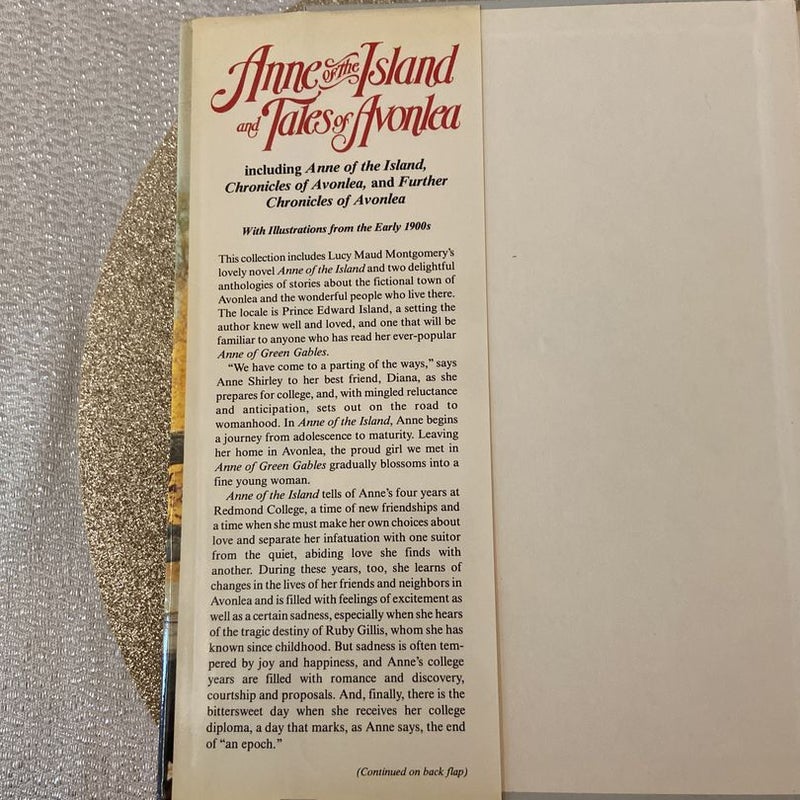 Anne of the Island
and Tales of Avonlea
including Anne of the Island,
Chronicles of Avonlea, and Further
Chronicles of Avonlea
With Illustrations from the Early 1900s
This collection includes Lucy Maud Montgomery's
lovely novel Anne of the Island and two delightful
anthologies of stories about the fictional town of
Avonlea and the wonderful people who live there.
The locale is Prince Edward Island, a setting the
author knew well and loved, and one that will be
familiar to anyone who has read her ever-popular
Anne of Green Gables.
"We have come to a parting of the ways," says
Anne Shirley to her best friend, Diana, as she
prepares for college, and, with mingled reluctance
and anticipation, sets out on the road to
womanhood. In Anne of the Island, Anne begins
a journey from adolescence to maturity. Leaving
her home in Avonlea, the proud girl we met in
Anne of Green Gables gradually blossoms into a
fine young woman.
Anne of the Island tells of Anne's four years at
Redmond College, a time of new friendships and
a time when she must make her own choices about
love and separate her infatuation with one suitor
from the quiet, abiding love she finds with
another. During these years, too, she learns of
changes in the lives of her friends and neighbors in
Avonlea and is filled with feelings of excitement as
well as a certain sadness, especially when she hears
of the tragic destiny of Ruby Gillis, whom she has
known since childhood. But sadness is often tem-
pered by joy and happiness, and Anne's college
years are filled with romance and discovery,
courtship and proposals. And, finally, there is the
bittersweet day when she receives her college
diploma, a day that marks, as Anne says, the end
of "an epoch."
(Continued on back flap)